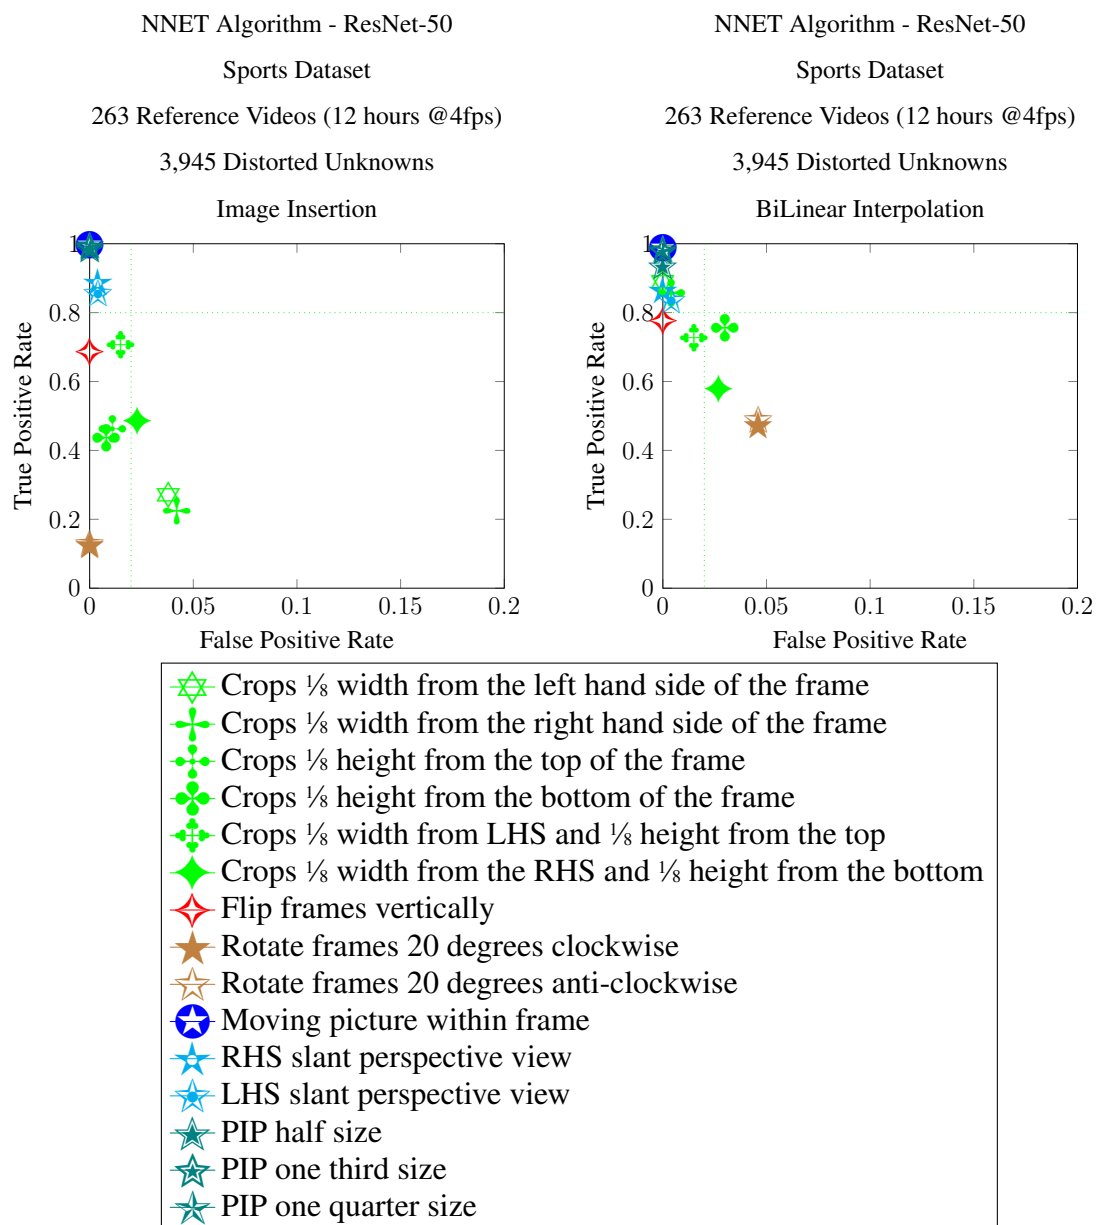 NNET Algorithm - ResNet-50
Sports Dataset
263 Reference Videos (12 hours @4fps)
3,945 Distorted Unknowns
Image Insertion
1
0.8
0.6
0.4
0.2
0
True Positive Rate
0 0.05 0.1 0.15 0.2
False Positive Rate
NNET Algorithm - ResNet-50
Sports Dataset
263 Reference Videos (12 hours @4fps)
3,945 Distorted Unknowns
BiLinear Interpolation
1
0.8
0.6
0.4
0.2
0
True Positive Rate
0 0.05 0.1 0.15 0.2
False Positive Rate
Crops ⅛ width from the left hand side of the frame
Crops ⅛ width from the right hand side of the frame
Crops ⅛ height from the top of the frame
Crops ⅛ height from the bottom of the frame
Crops ⅛ width from LHS and ⅛ height from the top
Crops ⅛ width from the RHS and ⅛ height from the bottom
Flip frames vertically
Rotate frames 20 degrees clockwise
Rotate frames 20 degrees anti-clockwise
Moving picture within frame
RHS slant perspective view
LHS slant perspective view
PIP half size
PIP one third size
PIP one quarter size